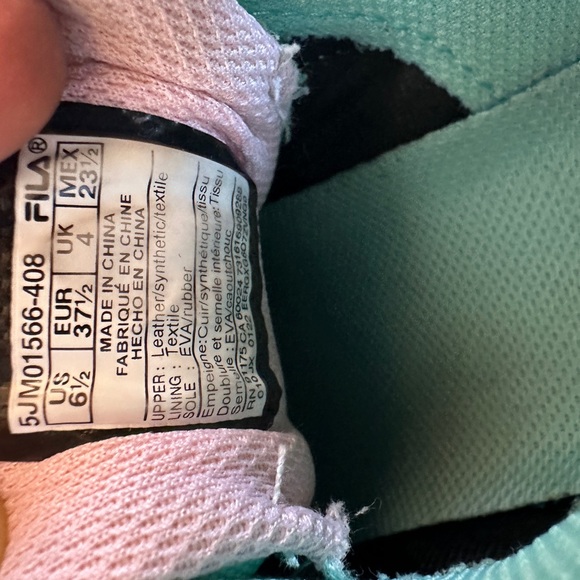 5JM01566-408 FILA®
US EUR UK MEX
6½ 37½ 4 23½
MADE IN CHINA
FABRIQUÉ EN CHINE
HECHO EN CHINA
UPPER : Leather/synthetic/textile
LINING : Textile
SOLE : EVA/rubber
Empeigne:Cuir/synthétique/tissu
Doublure et semelle intérieure:Tissu
EVA/caoutchouc
RN